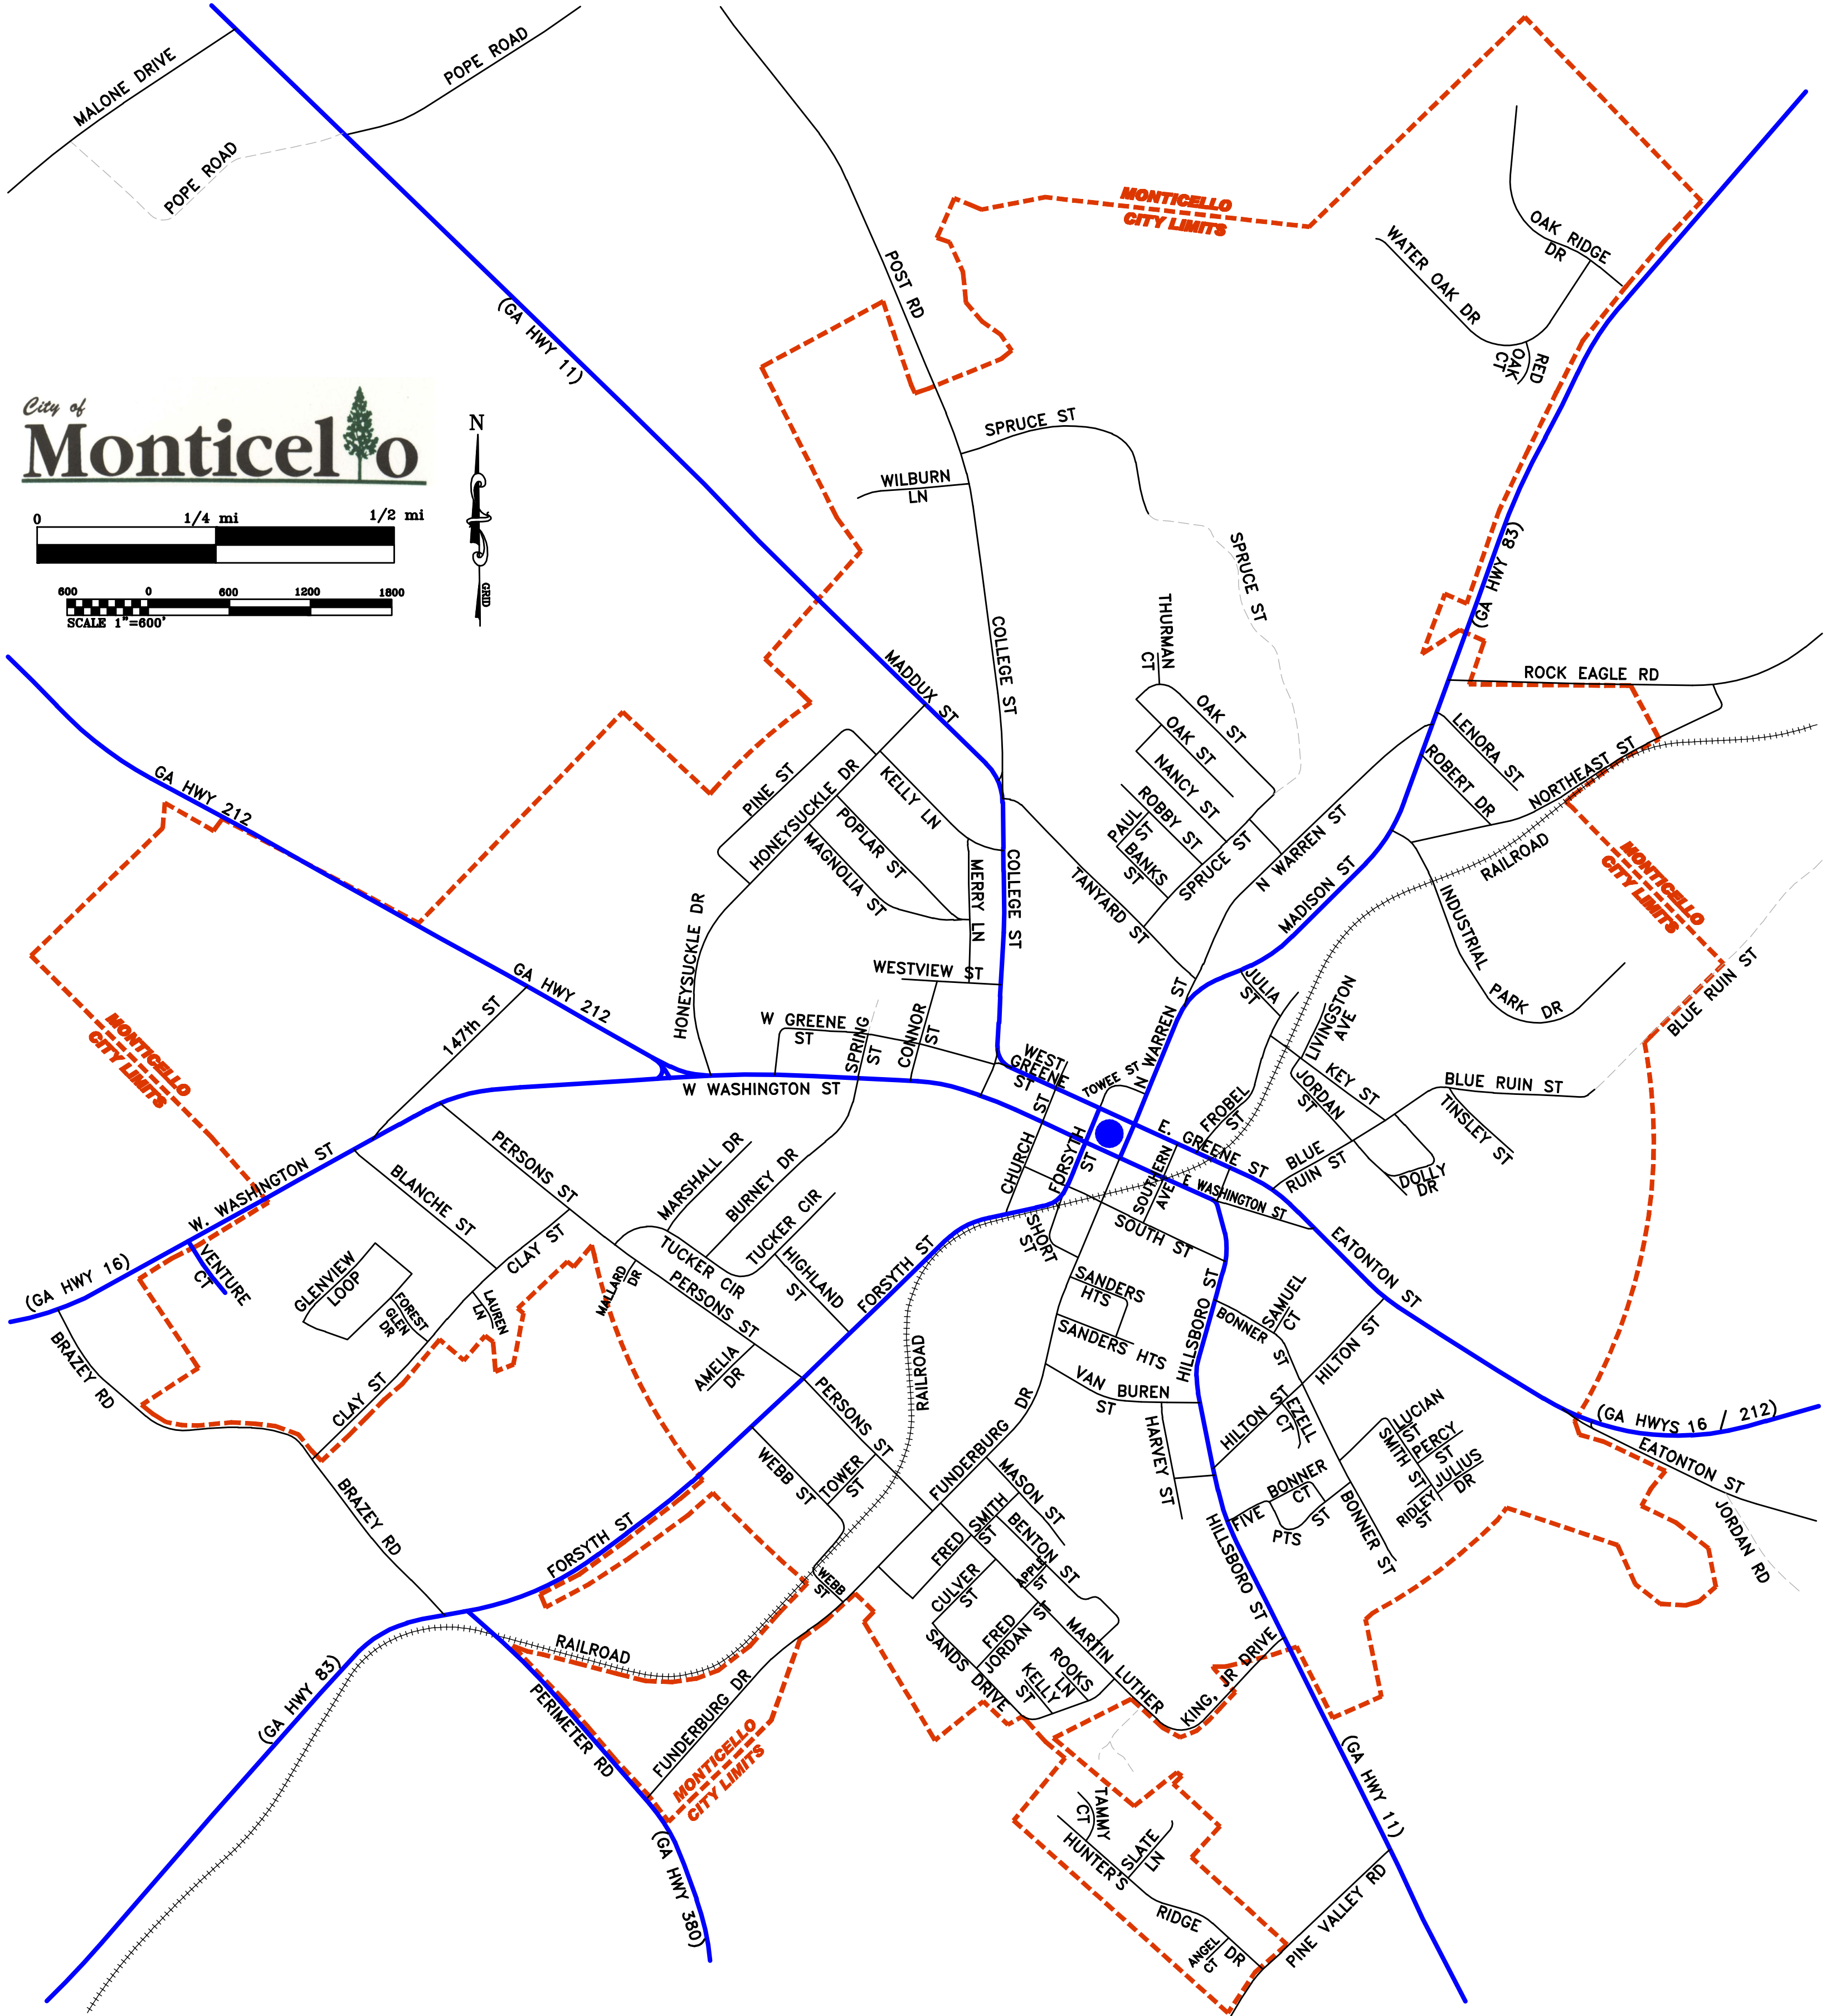 MALONE DRIVE
POPE ROAD
POPE ROAD
(GA HWY 11)
POST RD
MONTICELLO
CITY LIMITS
OAK RIDGE
DR
WATER OAK DR
RED
OAK
CT
City of
Monticello
N
GRID
0 1/4 mi 1/2 mi
600 0 600 1200 1800
SCALE 1"=600'
SPRUCE ST
WILBURN
LN
SPRUCE ST
(GA HWY 83)
THURMAN
CT
COLLEGE ST
MADDUX ST
ROCK EAGLE RD
OAK ST
OAK ST
NANCY ST
ROBBY ST
PAUL
ST
BANKS
ST
SPRUCE ST
LENORA ST
ROBERT DR
NORTHEAST ST
RAILROAD
N WARREN ST
MADISON ST
TANYARD ST
GA HWY 212
PINE ST
HONEYSUCKLE DR
KELLY LN
POPLAR ST
MAGNOLIA ST
MERRY LN
COLLEGE ST
HONEYSUCKLE DR
WESTVIEW ST
GA HWY 212
147th ST
MONTICELLO
CITY LIMITS
MONTICELLO
CITY LIMITS
INDUSTRIAL
PARK DR
BLUE RUIN ST
JULIA
ST
LIVINGSTON
AVE
W GREENE
ST
SPRING
ST
CONNOR
ST
WEST
GREENE
ST
TOWEE ST
N WARREN ST
W WASHINGTON ST
FROBEL
ST
KEY ST
JORDAN
ST
BLUE RUIN ST
TINSLEY ST
BLUE
RUIN ST
DOLLY
DR
CHURCH ST
FORSYTH
ST
E. GREENE ST
SOUTHERN
AVE
E WASHINGTON ST
SOUTH ST
SHORT
ST
EATONTON ST
W. WASHINGTON ST
(GA HWY 16)
VENTURE
CT
BLANCHE ST
PERSONS ST
CLAY ST
MARSHALL DR
BURNEY DR
TUCKER CIR
TUCKER CIR
HIGHLAND
ST
MALLARD
DR
PERSONS ST
FORSYTH ST
GLENVIEW
LOOP
FOREST
GLEN
DR
LAUREN
LN
BRAZEY RD
CLAY ST
AMELIA
DR
RAILROAD
SANDERS
HTS
SANDERS HTS
HILLSBORO ST
BONNER ST
SAMUEL
CT
HILTON ST
VAN BUREN
ST
HARVEY ST
HILTON ST
EZELL
CT
LUCIAN
ST
SMITH ST
PERCY
ST
JULIUS
DR
RIDLEY
ST
(GA HWYS 16 / 212)
EATONTON ST
JORDAN RD
BONNER
CT
FIVE
PTS
ST
BONNER ST
PERSONS ST
WEBB ST
TOWER
ST
FUNDERBURG DR
MASON ST
FRED SMITH
ST
BENTON ST
APPLE
ST
CULVER
ST
FRED
JORDAN ST
SANDS DRIVE
ROOKS
LN
KELLY
ST
MARTIN LUTHER
KING, JR DRIVE
HILLSBORO ST
BRAZEY RD
FORSYTH ST
WEBB
ST
RAILROAD
FUNDERBURG DR
PERIMETER RD
(GA HWY 83)
MONTICELLO
CITY LIMITS
(GA HWY 380)
(GA HWY 11)
TAMMY
CT
SLATE
LN
HUNTER'S
RIDGE DR
ANGEL
CT
PINE VALLEY RD